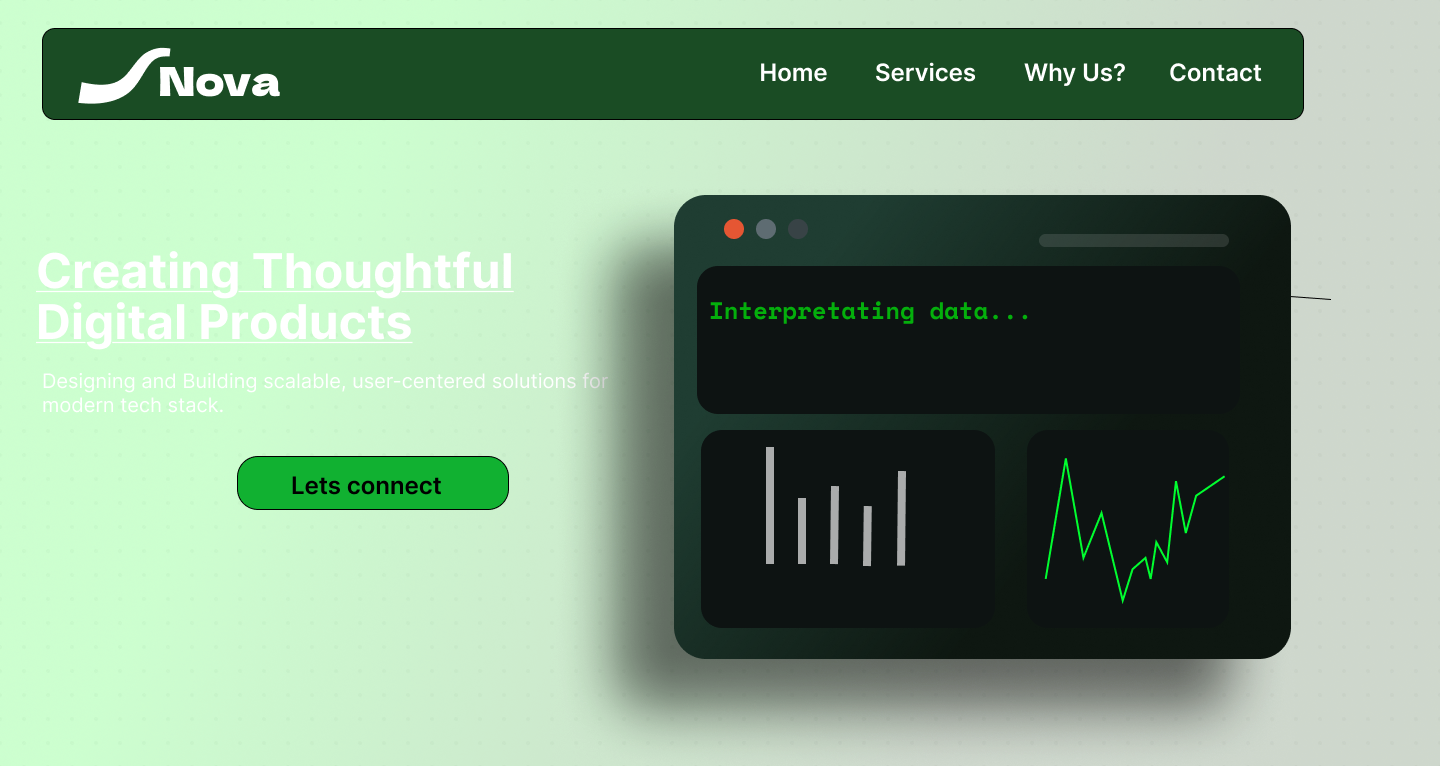 Nova
Home Services Why Us? Contact
Creating Thoughtful
Digital Products
Designing and Building scalable, user-centered solutions for
modern tech stack.
Lets connect
Interpretating data...